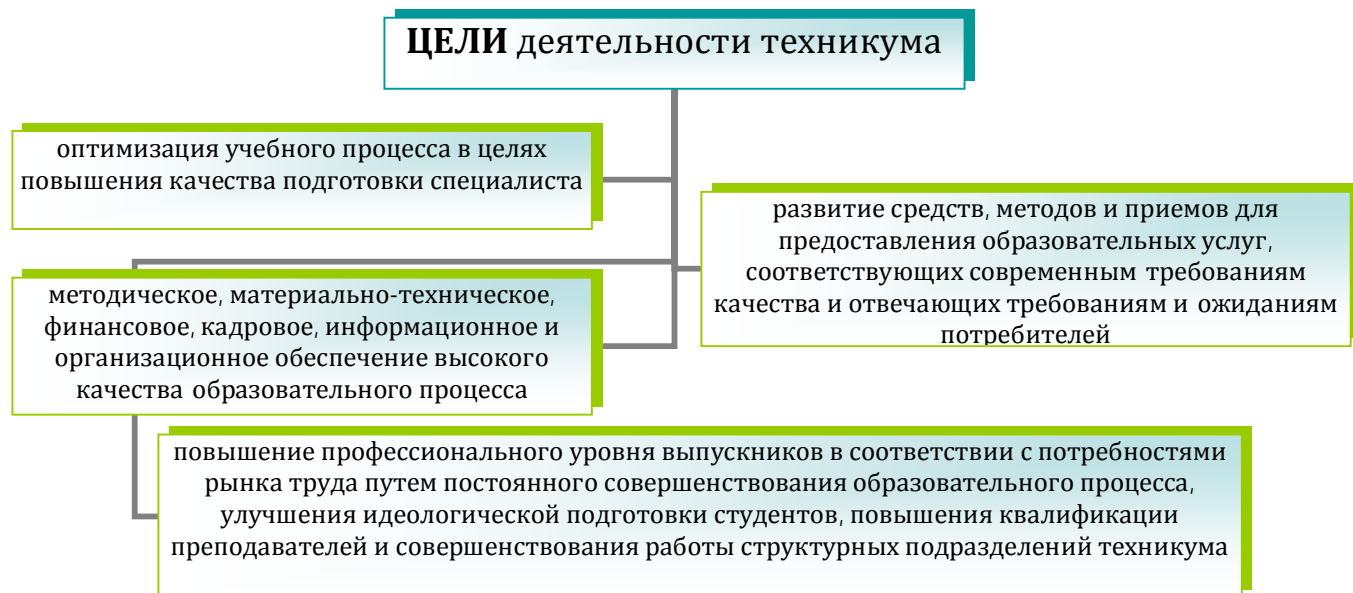 ЦЕЛИ деятельности техникума
оптимизация учебного процесса в целях
повышения качества подготовки специалиста
развитие средств, методов и приемов для
предоставления образовательных услуг,
соответствующих современным требованиям
качества и отвечающих требованиям и ожиданиям
потребителей
методическое, материально-техническое,
финансовое, кадровое, информационное и
организационное обеспечение высокого
качества образовательного процесса
повышение профессионального уровня выпускников в соответствии с потребностями
рынка труда путем постоянного совершенствования образовательного процесса,
улучшения идеологической подготовки студентов, повышения квалификации
преподавателей и совершенствования работы структурных подразделений техникума